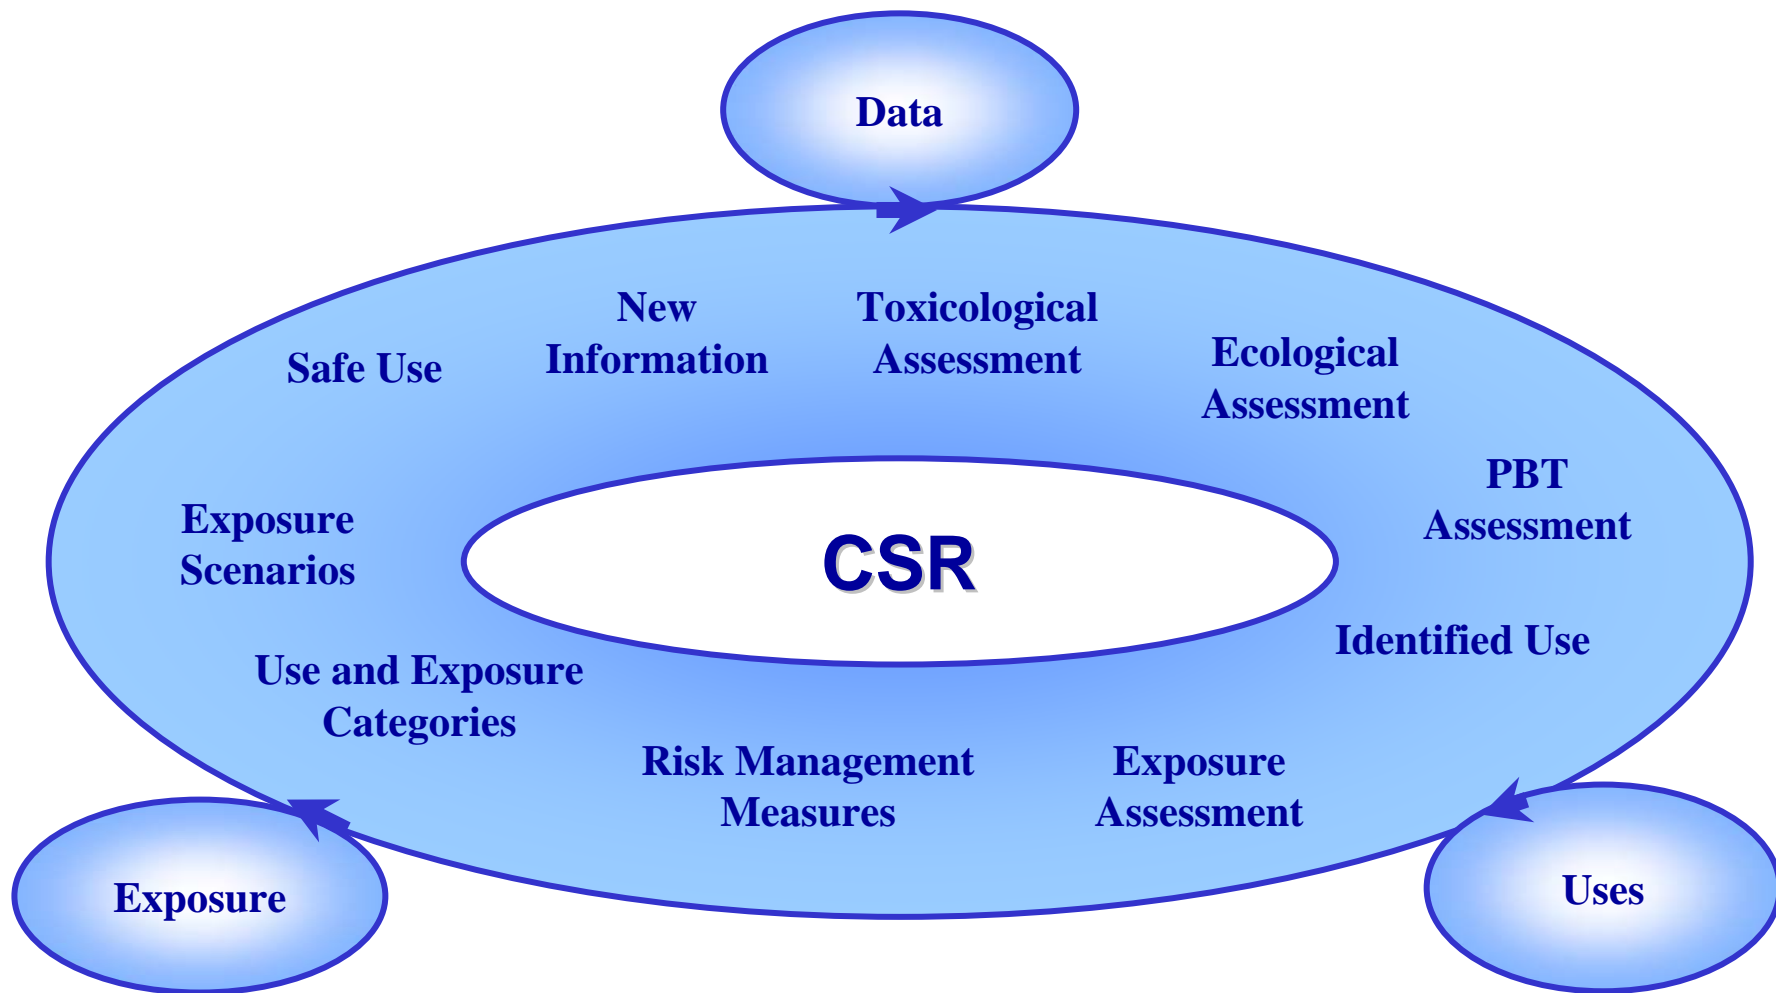 Data
New
Information
Toxicological
Assessment
Safe Use
Ecological
Assessment
PBT
Assessment
Exposure
Scenarios
CSR
Identified Use
Use and Exposure
Categories
Risk Management
Measures
Exposure
Assessment
Exposure
Uses